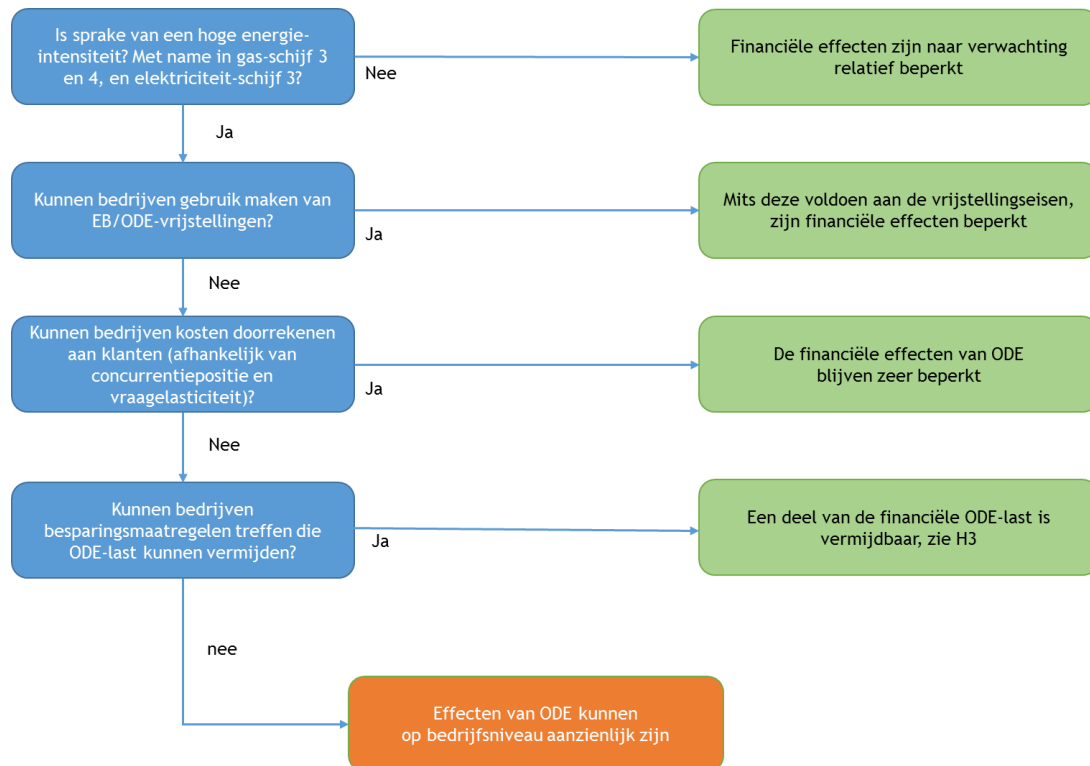 Is sprake van een hoge energie-
intensiteit? Met name in gas-schijf 3
en 4, en elektriciteit-schijf 3?
Nee
Financiële effecten zijn naar verwachting
relatief beperkt
Ja
Kunnen bedrijven gebruik maken van
EB/ODE-vrijstellingen?
Ja
Mits deze voldoen aan de vrijstellingseisen,
zijn financiële effecten beperkt
Nee
Kunnen bedrijven kosten doorrekenen
aan klanten (afhankelijk van
concurrentiepositie en
vraagelasticiteit)?
Ja
De financiële effecten van ODE
blijven zeer beperkt
Nee
Kunnen bedrijven
besparingsmaatregelen treffen die
ODE-last kunnen vermijden?
Ja
Een deel van de financiële ODE-last is
vermijdbaar, zie H3
nee
Effecten van ODE kunnen
op bedrijfsniveau aanzienlijk zijn